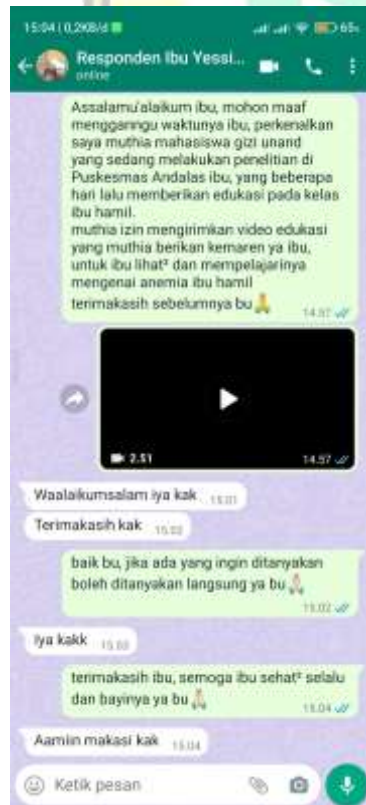 15:04 | 0,2KB/d
65
Responden Ibu Yessi...
online
Assalamu'alaikum ibu, mohon maaf
menggganngu waktunya ibu, perkenalkan
saya muthia mahasiswa gizi unand
yang sedang melakukan penelitian di
Puskesmas Andalas ibu, yang beberapa
hari lalu memberikan edukasi pada kelas
ibu hamil.
muthia izin mengirimkan video edukasi
yang muthia berikan kemaren ya ibu,
untuk ibu lihat² dan mempelajarinya
mengenai anemia ibu hamil
terimakasih sebelumnya bu🙏
14.57
2.51
14.57
Waalaikumsalam iya kak
15.01
Terimakasih kak
15.02
baik bu, jika ada yang ingin ditanyakan
boleh ditanyakan langsung ya bu🙏
15.02
Iya kakk
15.03
terimakasih ibu, semoga ibu sehat² selalu
dan bayinya ya bu🙏
15.04
Aamiin makasi kak
15.04
Ketik pesan